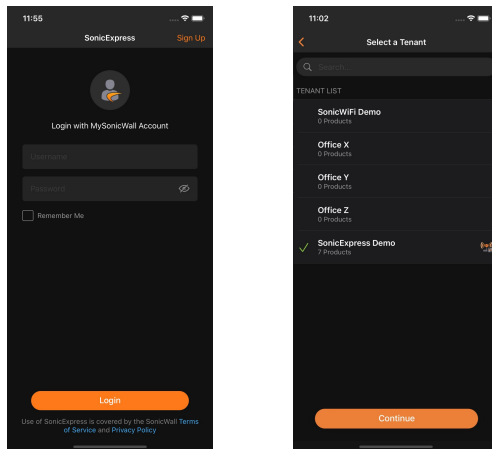 11:55
SonicExpress
Sign Up
Login with MySonicWall Account
Username
Password
Remember Me
Login
Use of SonicExpress is covered by the SonicWall Terms
of Service and Privacy Policy
11:02
Select a Tenant
Search...
TENANT LIST
SonicWiFi Demo
0 Products
Office X
0 Products
Office Y
0 Products
Office Z
0 Products
SonicExpress Demo
7 Products
Continue